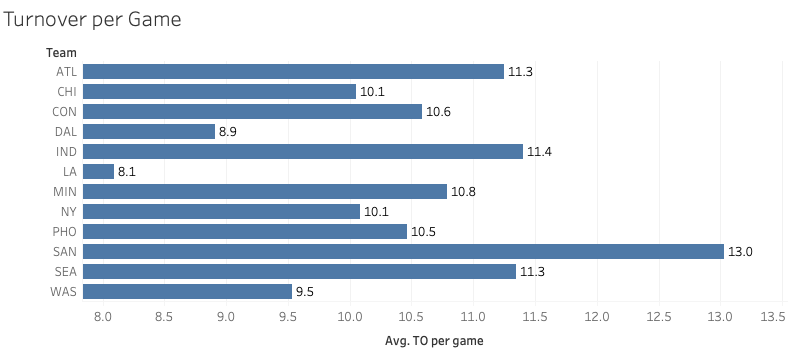 Turnover per Game
Team
ATL 11.3
CHI 10.1
CON 10.6
DAL 8.9
IND 11.4
LA 8.1
MIN 10.8
NY 10.1
PHO 10.5
SAN 13.0
SEA 11.3
WAS 9.5
8.0 8.5 9.0 9.5 10.0 10.5 11.0 11.5 12.0 12.5 13.0 13.5
Avg. TO per game